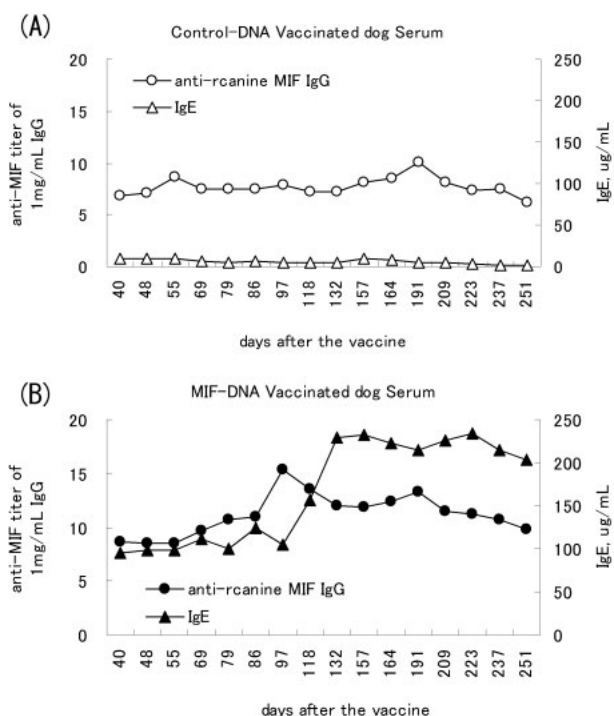 (A)
Control-DNA Vaccinated dog Serum
20
15
10
5
0
anti-MIF titer of
1mg/mL IgG
anti-rcanine MIF IgG
IgE
250
200
150
100
50
0
IgE, ug/mL
40 48 55 69 79 86 97 118 132 157 164 191 209 223 237 251
days after the vaccine
(B)
MIF-DNA Vaccinated dog Serum
20
15
10
5
0
anti-MIF titer of
1mg/mL IgG
anti-rcanine MIF IgG
IgE
250
200
150
100
50
0
IgE, ug/mL
40 48 55 69 79 86 97 118 132 157 164 191 209 223 237 251
days after the vaccine